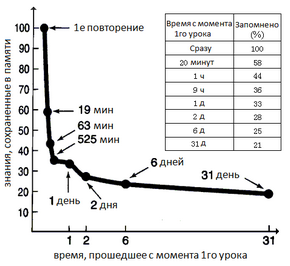 100
90
80
70
60
50
40
30
20
10
знания, сохраненные в памяти
1е повторение
19 мин
63 мин
525 мин
1 день
2 дня
6 дней
31 день
1 2 6 31
время, прошедшее с момента 1го урока
Время с момента 1го урока Запомнено (%)
Сразу 100
20 минут 58
1 ч 44
9 ч 36
1 д 33
2 д 28
6 д 25
31 д 21